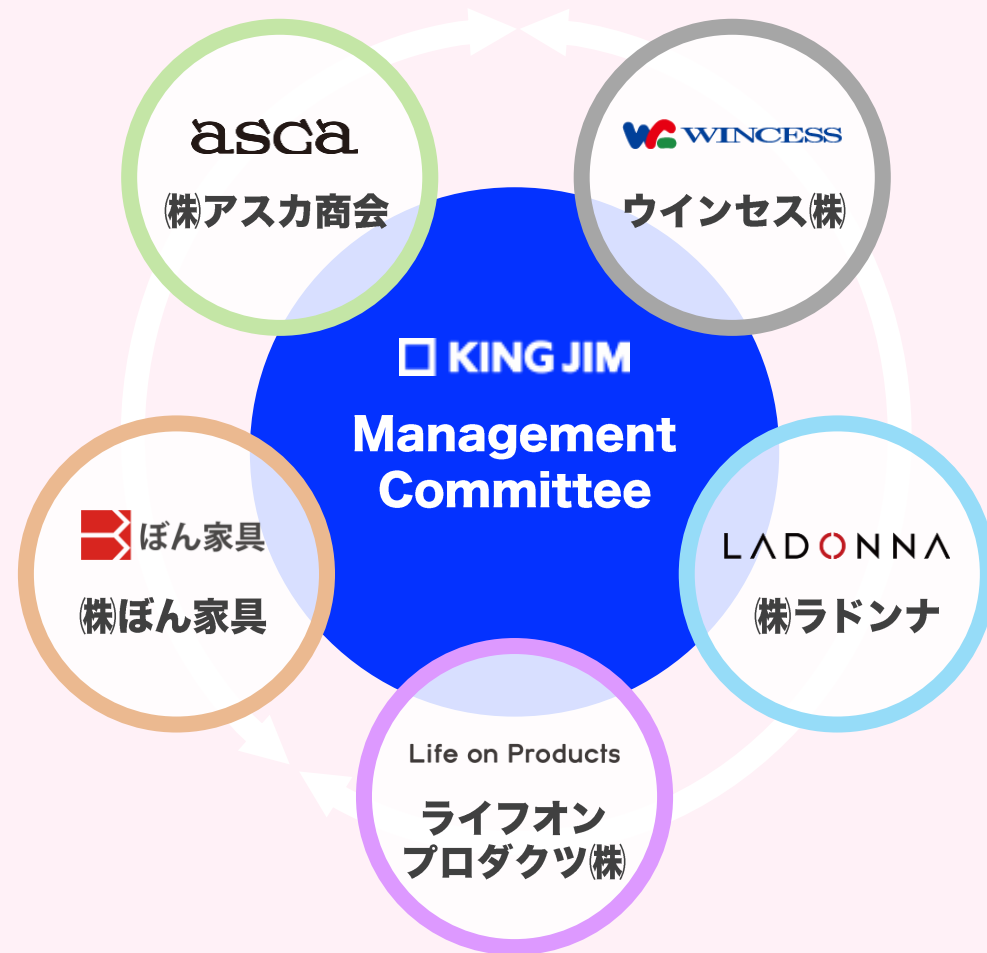 asca
㈱アスカ商会
WINCESS
ウインセス㈱
KING JIM
Management
Committee
ぼん家具
㈱ぼん家具
LADONNA
㈱ラドンナ
Life on Products
ライフオン
プロダクツ㈱